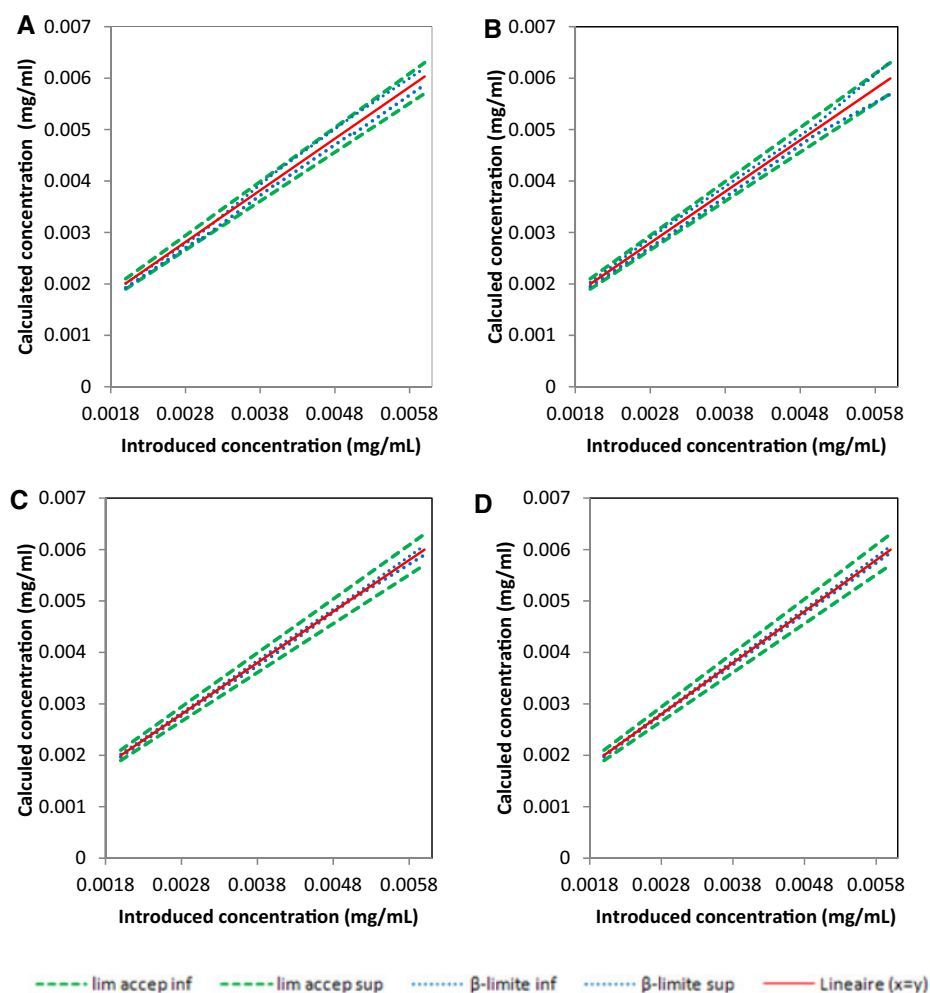 A
Calculated concentration (mg/ml)
0.007
0.006
0.005
0.004
0.003
0.002
0.001
0
0.0018 0.0028 0.0038 0.0048 0.0058
Introduced concentration (mg/mL)
B
Calculed concentration (mg/ml)
0.007
0.006
0.005
0.004
0.003
0.002
0.001
0
0.0018 0.0028 0.0038 0.0048 0.0058
Introduced concentration (mg/mL)
C
Calculed concentration (mg/ml)
0.007
0.006
0.005
0.004
0.003
0.002
0.001
0
0.0018 0.0028 0.0038 0.0048 0.0058
Introduced concentration (mg/mL)
D
Calculed concentration (mg/ml)
0.007
0.006
0.005
0.004
0.003
0.002
0.001
0
0.0018 0.0028 0.0038 0.0048 0.0058
Introduced concentration (mg/mL)
lim accep inf lim accep sup β-limite inf β-limite sup Lineaire (x=y)